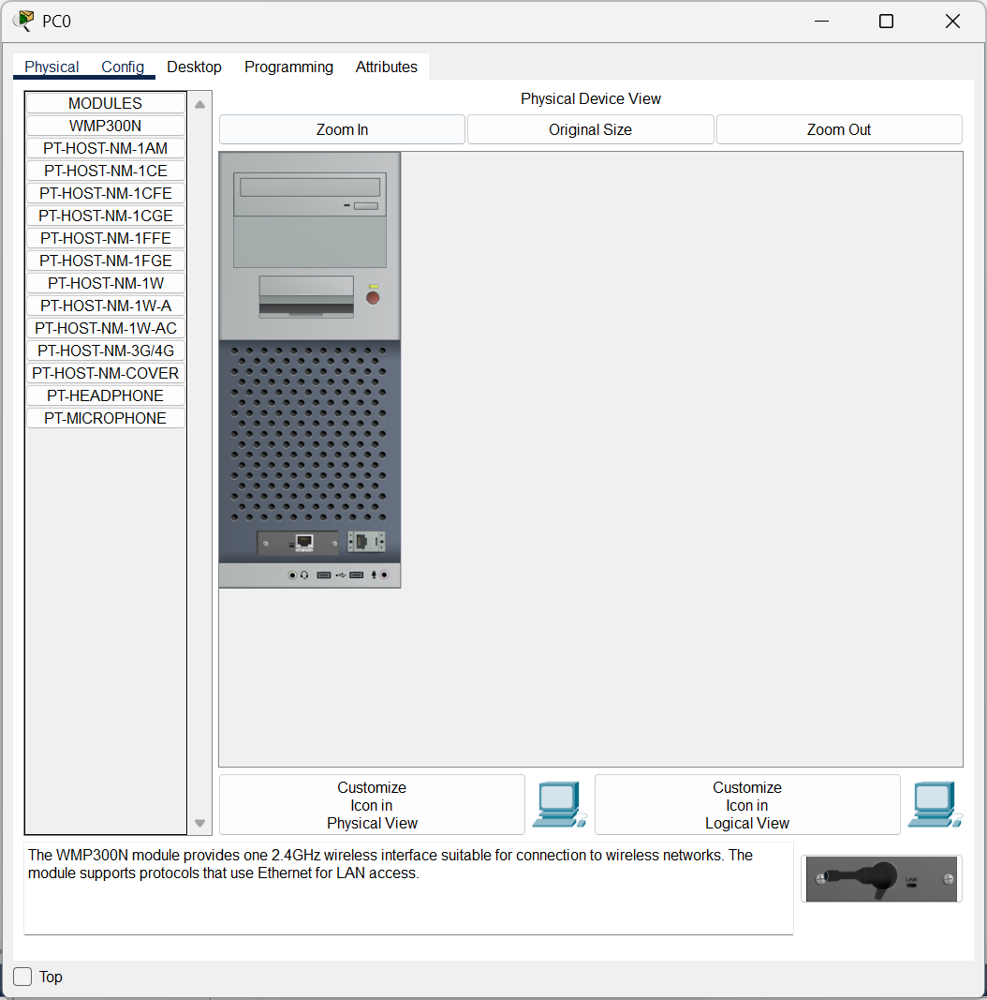 PC0
Physical Config Desktop Programming Attributes
MODULES
WMP300N
PT-HOST-NM-1AM
PT-HOST-NM-1CE
PT-HOST-NM-1CFE
PT-HOST-NM-1CGE
PT-HOST-NM-1FFE
PT-HOST-NM-1FGE
PT-HOST-NM-1W
PT-HOST-NM-1W-A
PT-HOST-NM-1W-AC
PT-HOST-NM-3G/4G
PT-HOST-NM-COVER
PT-HEADPHONE
PT-MICROPHONE
Physical Device View
Zoom In
Original Size
Zoom Out
Customize
Icon in
Physical View
Customize
Icon in
Logical View
The WMP300N module provides one 2.4GHz wireless interface suitable for connection to wireless networks. The
module supports protocols that use Ethernet for LAN access.
LINK
Top